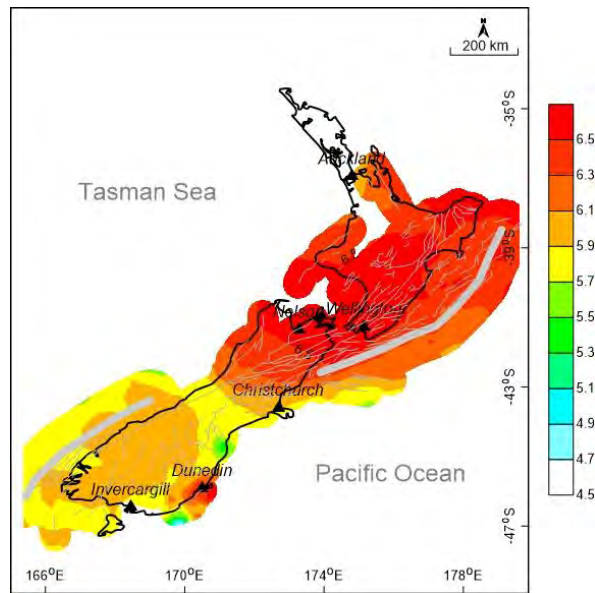 N
200 km
-35°S
6.5
Auckland
6.3
Tasman Sea
6.1
-39°S
5.9
5.7
Nelson
Wellington
5.5
5.3
Christchurch
-43°S
5.1
4.9
Dunedin
Pacific Ocean
4.7
Invercargill
4.5
-47°S
166°E
170°E
174°E
178°E